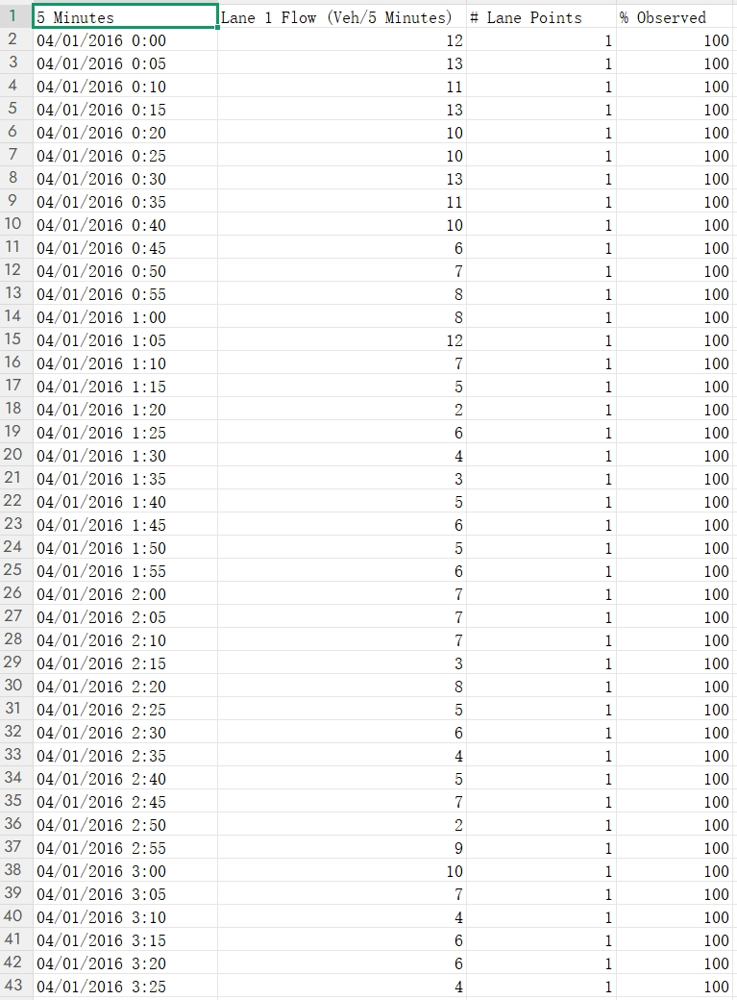 1 5 Minutes Lane 1 Flow (Veh/5 Minutes) # Lane Points % Observed
2 04/01/2016 0:00 12 1 100
3 04/01/2016 0:05 13 1 100
4 04/01/2016 0:10 11 1 100
5 04/01/2016 0:15 13 1 100
6 04/01/2016 0:20 10 1 100
7 04/01/2016 0:25 10 1 100
8 04/01/2016 0:30 13 1 100
9 04/01/2016 0:35 11 1 100
10 04/01/2016 0:40 10 1 100
11 04/01/2016 0:45 6 1 100
12 04/01/2016 0:50 7 1 100
13 04/01/2016 0:55 8 1 100
14 04/01/2016 1:00 8 1 100
15 04/01/2016 1:05 12 1 100
16 04/01/2016 1:10 7 1 100
17 04/01/2016 1:15 5 1 100
18 04/01/2016 1:20 2 1 100
19 04/01/2016 1:25 6 1 100
20 04/01/2016 1:30 4 1 100
21 04/01/2016 1:35 3 1 100
22 04/01/2016 1:40 5 1 100
23 04/01/2016 1:45 6 1 100
24 04/01/2016 1:50 5 1 100
25 04/01/2016 1:55 6 1 100
26 04/01/2016 2:00 7 1 100
27 04/01/2016 2:05 7 1 100
28 04/01/2016 2:10 7 1 100
29 04/01/2016 2:15 3 1 100
30 04/01/2016 2:20 8 1 100
31 04/01/2016 2:25 5 1 100
32 04/01/2016 2:30 6 1 100
33 04/01/2016 2:35 4 1 100
34 04/01/2016 2:40 5 1 100
35 04/01/2016 2:45 7 1 100
36 04/01/2016 2:50 2 1 100
37 04/01/2016 2:55 9 1 100
38 04/01/2016 3:00 10 1 100
39 04/01/2016 3:05 7 1 100
40 04/01/2016 3:10 4 1 100
41 04/01/2016 3:15 6 1 100
42 04/01/2016 3:20 6 1 100
43 04/01/2016 3:25 4 1 100